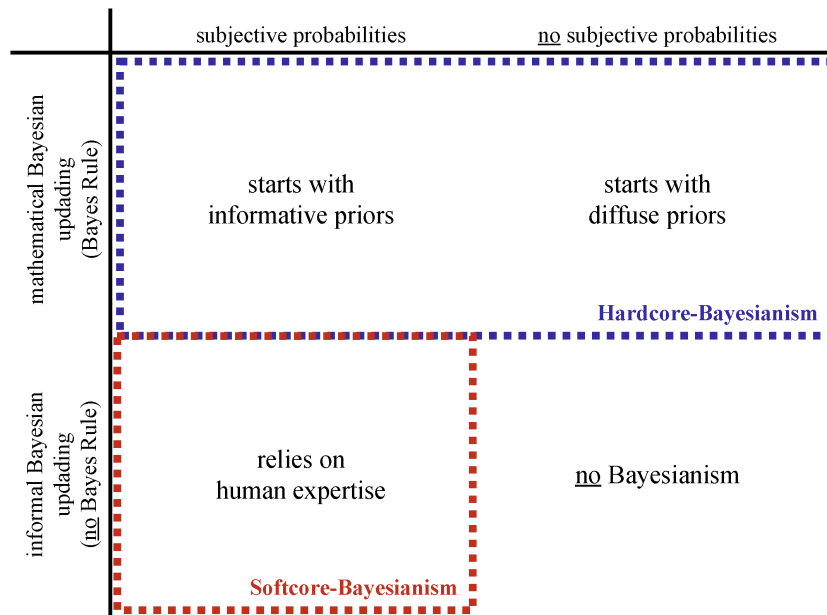 subjective probabilities
no subjective probabilities
mathematical Bayesian
updading
(Bayes Rule)
starts with
informative priors
starts with
diffuse priors
Hardcore-Bayesianism
informal Bayesian
updading
(no Bayes Rule)
relies on
human expertise
no Bayesianism
Softcore-Bayesianism